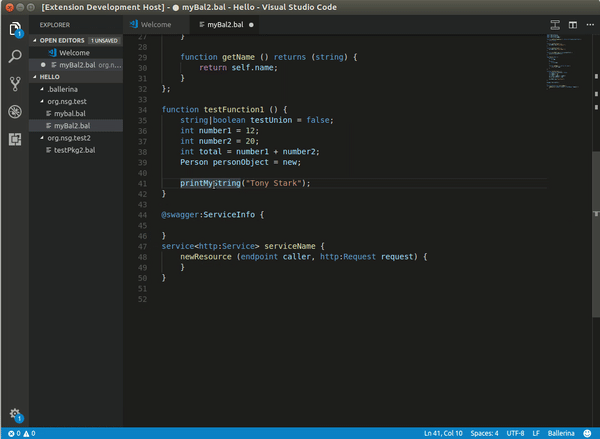 [Extension Development Host] - ● myBal2.bal - Hello - Visual Studio Code
EXPLORER
OPEN EDITORS 1 UNSAVED
Welcome
myBal2.bal org.ns...
HELLO
.ballerina
org.nsg.test
mybal.bal
myBal2.bal
org.nsg.test2
testPkg2.bal
Welcome
myBal2.bal
27 }
28
29 function getName () returns (string) {
30 return self.name;
31 }
32 };
33
34 function testFunction1 () {
35 string|boolean testUnion = false;
36 int number1 = 12;
37 int number2 = 20;
38 int total = number1 + number2;
39 Person personObject = new;
40
41 printMyString("Tony Stark");
42 }
43
44 @swagger:ServiceInfo {
45
46 }
47 service<http:Service> serviceName {
48 newResource (endpoint caller, http:Request request) {
49 }
50 }
51
52
1
1
0 0
Ln 41, Col 10 Spaces: 4 UTF-8 LF Ballerina